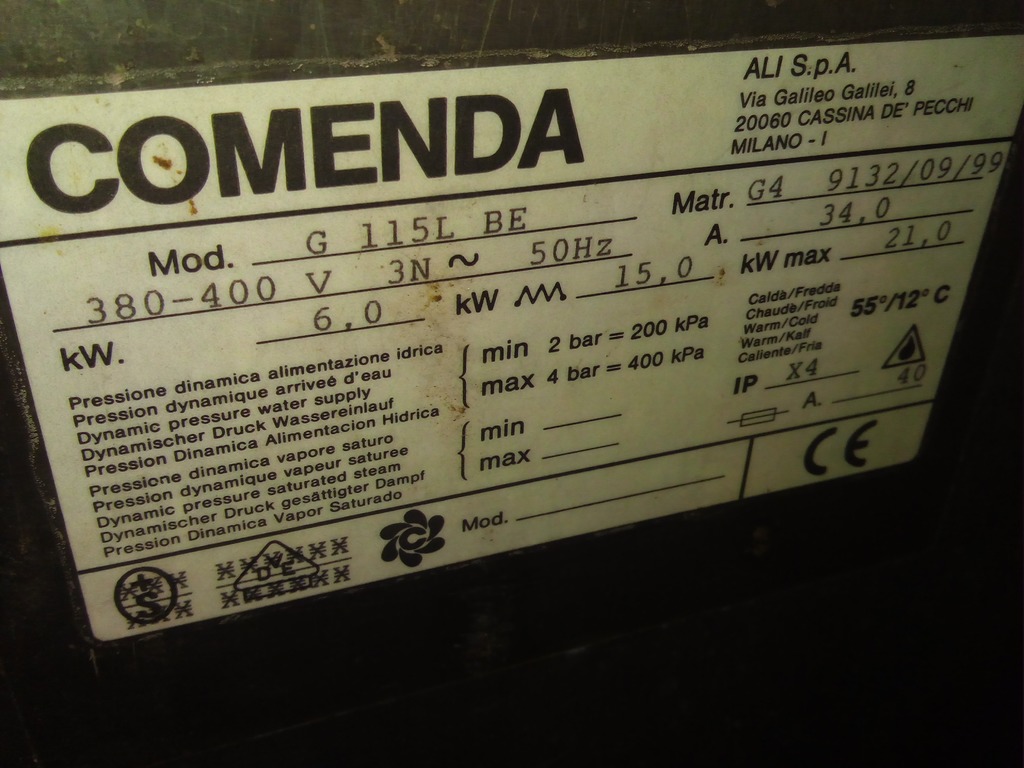 COMENDA
ALI S.p.A.
Via Galileo Galilei, 8
20060 CASSINA DE' PECCHI
MILANO - I
Mod. G 115L BE
Matr. G4 9132/09/99
380-400 V 3N ~ 50Hz
A. 34,0
kW. 6,0
kW 15,0
kW max 21,0
Pressione dinamica alimentazione idrica
Pression dynamique arriveé d'eau
Dynamic pressure water supply
Dynamischer Druck Wassereinlauf
Pression Dinamica Alimentacion Hidrica
min 2 bar = 200 kPa
max 4 bar = 400 kPa
Calda/Fredda
Chaude/Froid
Warm/Cold
Warm/Kalf
Caliente/Fria
55°/12° C
IP X4
Pressione dinamica vapore saturo
Pression dynamique vapeur saturee
Dynamic pressure saturated steam
Dynamischer Druck gesättigter Dampf
Pression Dinamica Vapor Saturado
min
max
A. 40
CE
Mod.